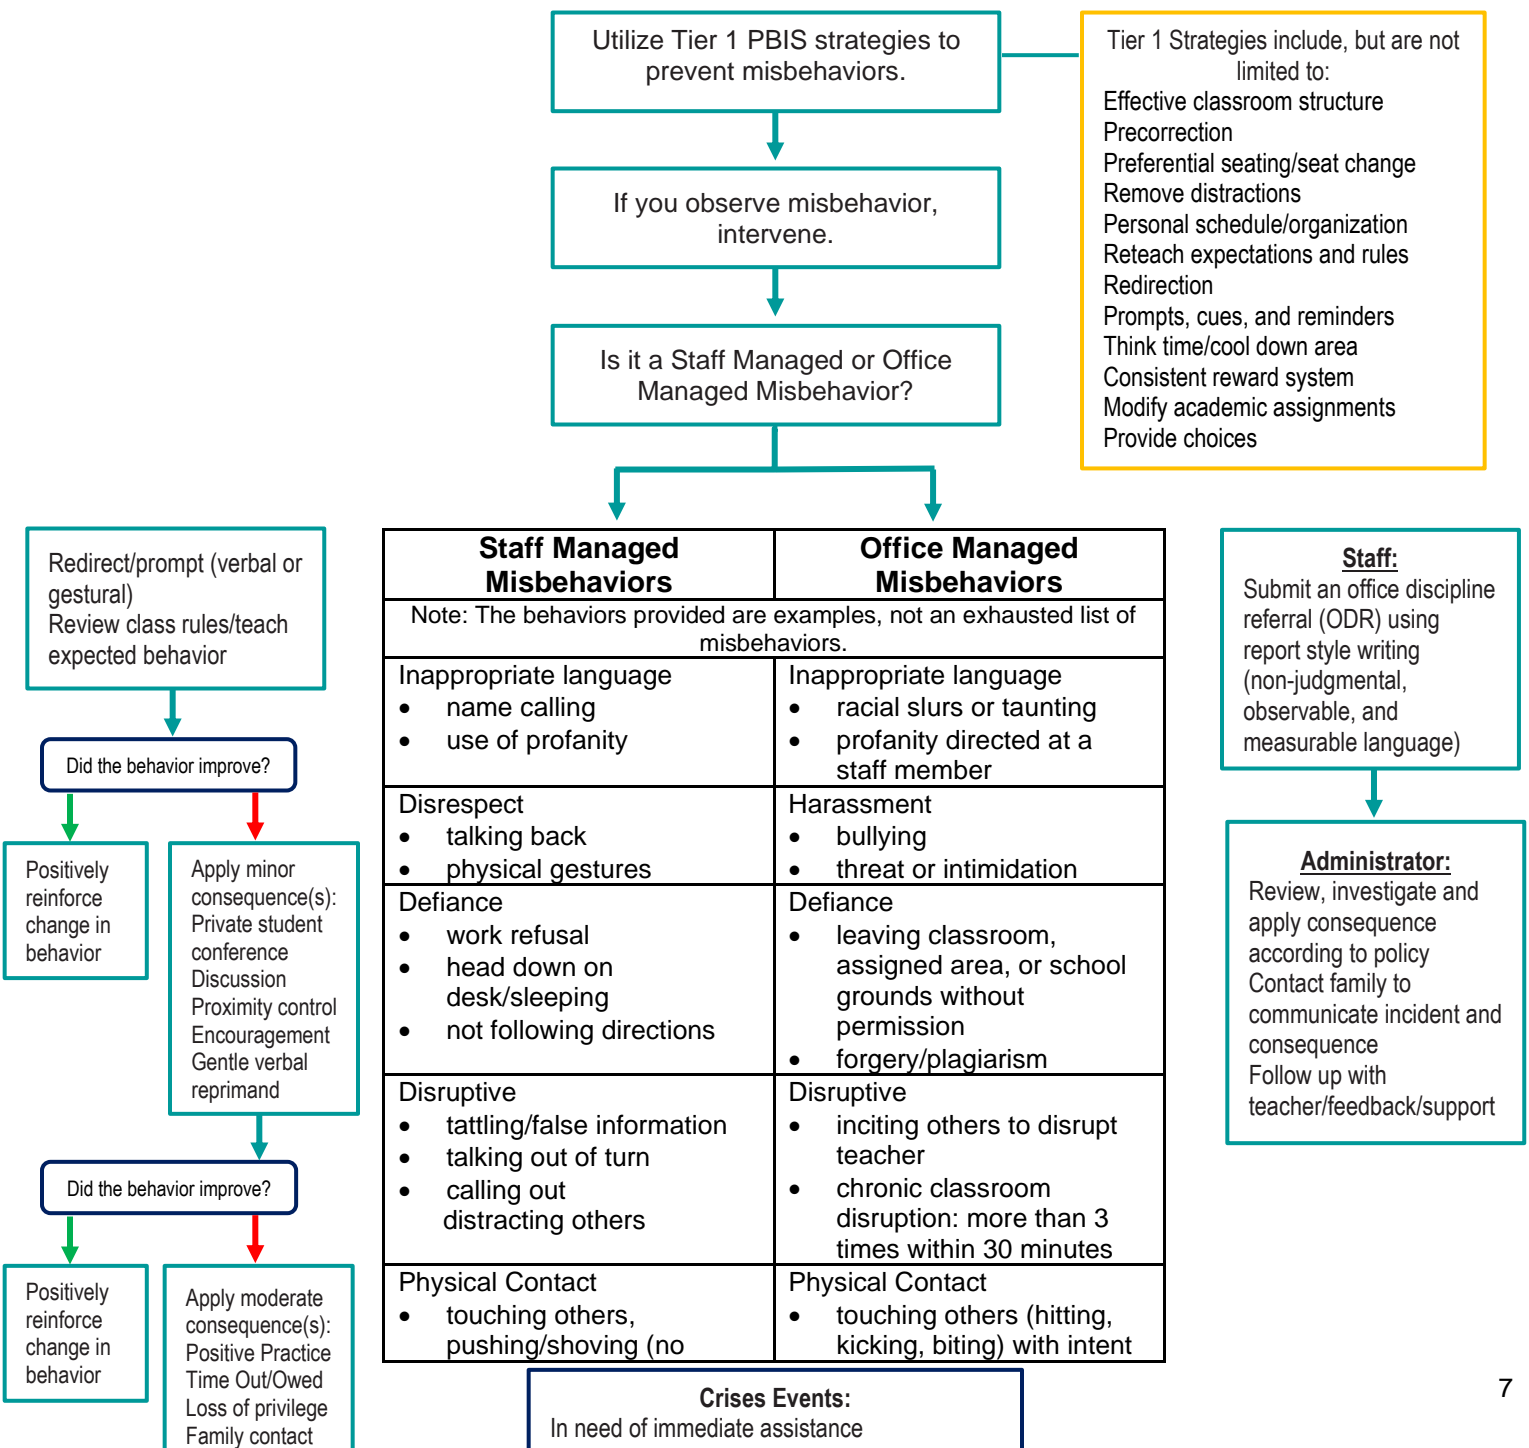 Utilize Tier 1 PBIS strategies to
prevent misbehaviors.
Tier 1 Strategies include, but are not
limited to:
Effective classroom structure
Precorrection
Preferential seating/seat change
Remove distractions
Personal schedule/organization
Reteach expectations and rules
Redirection
Prompts, cues, and reminders
Think time/cool down area
Consistent reward system
Modify academic assignments
Provide choices
If you observe misbehavior,
intervene.
Is it a Staff Managed or Office
Managed Misbehavior?
Redirect/prompt (verbal or
gestural)
Review class rules/teach
expected behavior
Did the behavior improve?
Positively
reinforce
change in
behavior
Apply minor
consequence(s):
Private student
conference
Discussion
Proximity control
Encouragement
Gentle verbal
reprimand
Did the behavior improve?
Positively
reinforce
change in
behavior
Apply moderate
consequence(s):
Positive Practice
Time Out/Owed
Loss of privilege
Family contact
Staff Managed
Misbehaviors
Office Managed
Misbehaviors
Note: The behaviors provided are examples, not an exhausted list of
misbehaviors.
Inappropriate language
• name calling
• use of profanity
Inappropriate language
• racial slurs or taunting
• profanity directed at a
staff member
Disrespect
• talking back
• physical gestures
Harassment
• bullying
• threat or intimidation
Defiance
• work refusal
• head down on
desk/sleeping
• not following directions
Defiance
• leaving classroom,
assigned area, or school
grounds without
permission
• forgery/plagiarism
Disruptive
• tattling/false information
• talking out of turn
• calling out
distracting others
Disruptive
• inciting others to disrupt
teacher
• chronic classroom
disruption: more than 3
times within 30 minutes
Physical Contact
• touching others,
pushing/shoving (no
Physical Contact
• touching others (hitting,
kicking, biting) with intent
Staff:
Submit an office discipline
referral (ODR) using
report style writing
(non-judgmental,
observable, and
measurable language)
Administrator:
Review, investigate and
apply consequence
according to policy
Contact family to
communicate incident and
consequence
Follow up with
teacher/feedback/support
Crises Events:
In need of immediate assistance
7